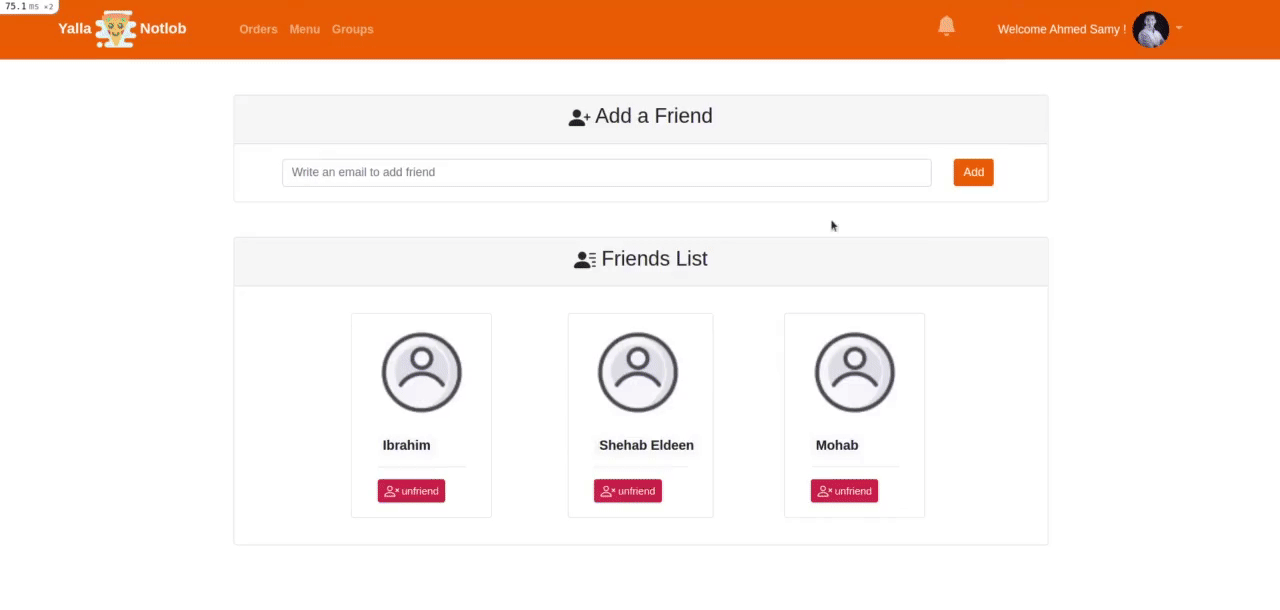 75.1 ms ×2
Yalla Notlob Orders Menu Groups Welcome Ahmed Samy !
Add a Friend
Write an email to add friend Add
Friends List
Ibrahim Shehab Eldeen Mohab
unfriend unfriend unfriend